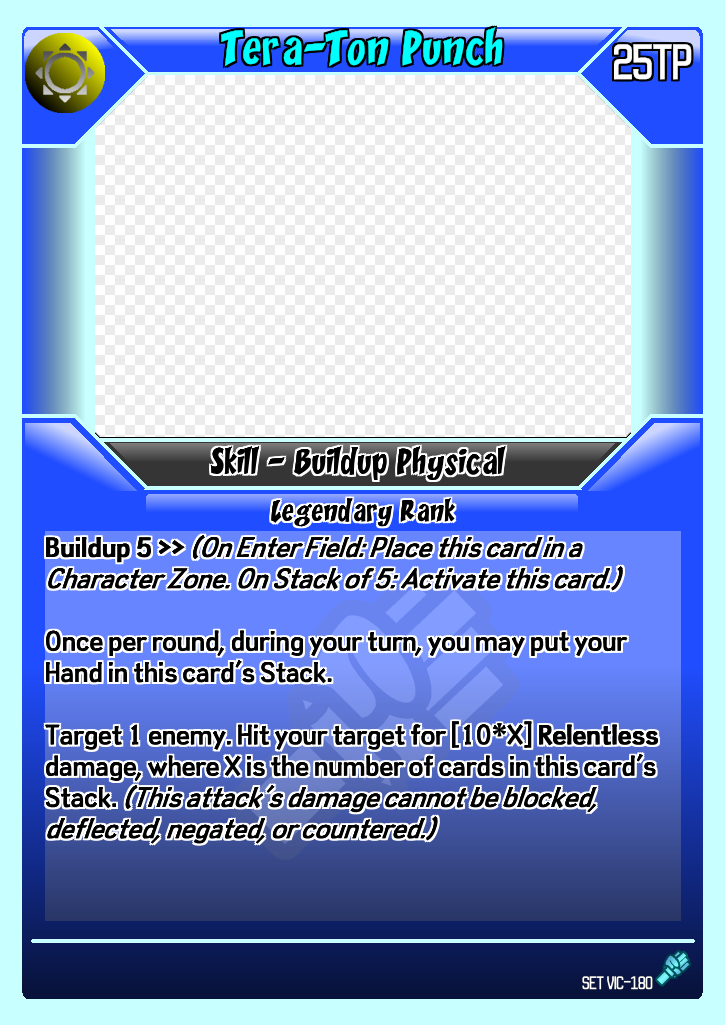 Tera-Ton Punch
25TP
Skill - Buildup Physical
Legendary Rank
Buildup 5 >> (On Enter Field: Place this card in a
Character Zone. On Stack of 5: Activate this card.)
Once per round, during your turn, you may put your
Hand in this card's Stack.
Target 1 enemy. Hit your target for [10*X] Relentless
damage, where X is the number of cards in this card's
Stack. (This attack's damage cannot be blocked,
deflected, negated, or countered.)
SET VIC-180